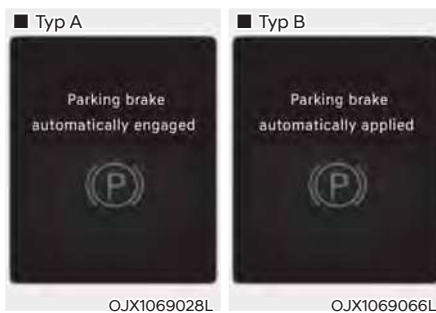 ■ Typ A
Parking brake
automatically engaged
P
OJX1069028L
■ Typ B
Parking brake
automatically applied
P
OJX1069066L